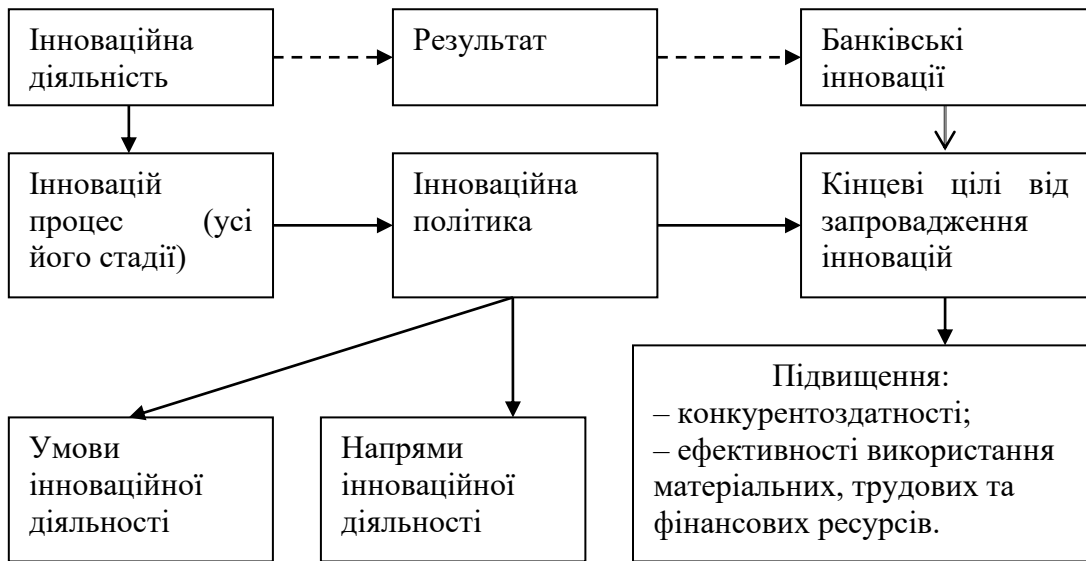 Інноваційна
діяльність
Результат
Банківські
інновації
Інновацій
процес (усі
його стадії)
Інноваційна
політика
Кінцеві цілі від
запровадження
інновацій
Умови
інноваційної
діяльності
Напрями
інноваційної
діяльності
Підвищення:
– конкурентоздатності;
– ефективності використання
матеріальних, трудових та
фінансових ресурсів.